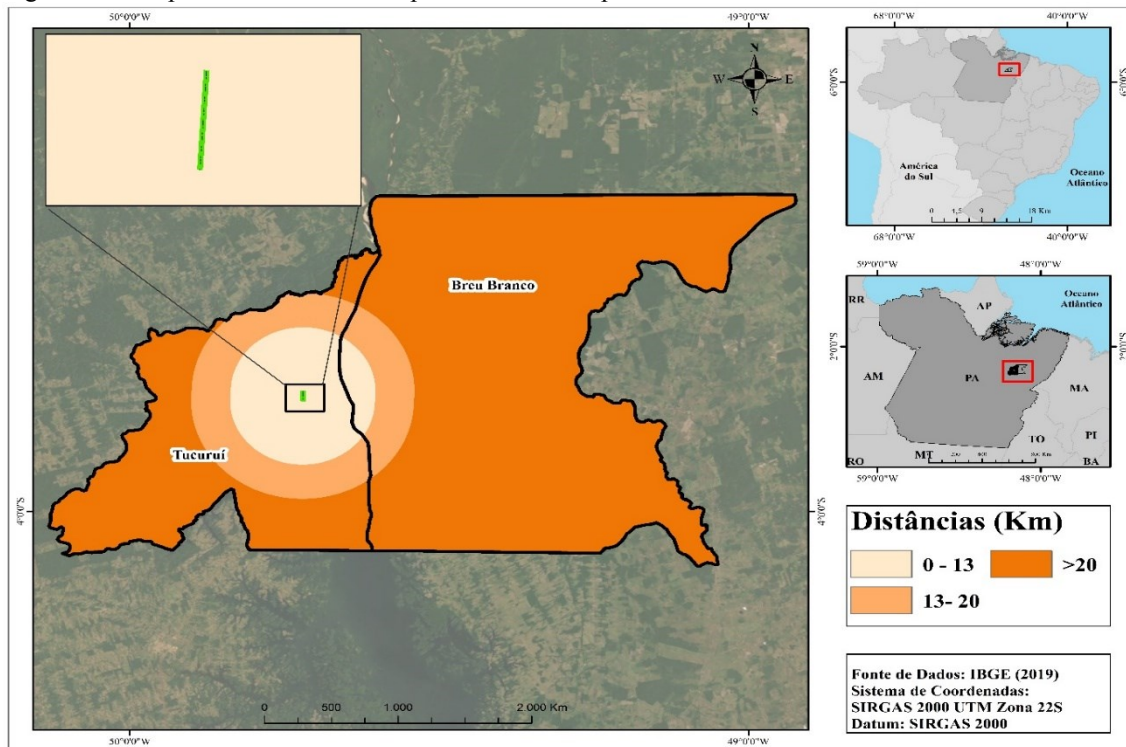 50°0'0"W 49°0'0"W
N
W E
S
Breu Branco
Tucuruí
4°0'0"S 4°0'0"S
0 500 1.000 2.000 Km
50°0'0"W 49°0'0"W
68°0'0"W 40°0'0"W
6°0'0"S 6°0'0"S
América
do Sul
Oceano
Atlântico
0 9 18 Km
68°0'0"W 40°0'0"W
59°0'0"W 48°0'0"W
RR AP Oceano
Atlântico
2°0'0"S 2°0'0"S
AM PA MA
TO PI
RO MT BA
59°0'0"W 48°0'0"W
Distâncias (Km)
0 - 13 >20
13- 20
Fonte de Dados: IBGE (2019)
Sistema de Coordenadas:
SIRGAS 2000 UTM Zona 22S
Datum: SIRGAS 2000